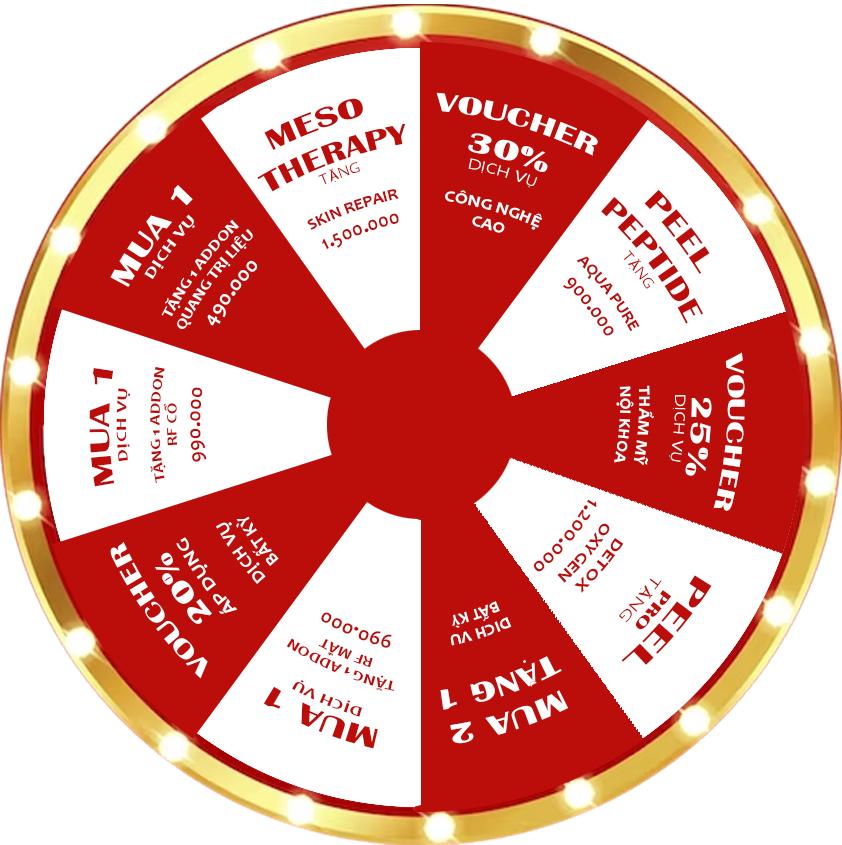 VOUCHER
30%
DỊCH VỤ
CÔNG NGHỆ
CAO
PEEL
PEPTIDE
TẶNG
AQUA PURE
900.000
VOUCHER
25%
DỊCH VỤ
THẨM MỸ
NỘI KHOA
PEEL
PRO
TẶNG
DETOX
OXYGEN
1.200.000
MUA 2
TẶNG 1
DỊCH VỤ
BẤT KỲ
MUA 1
DỊCH VỤ
TẶNG 1 ADDON
RF MẮT
990.000
VOUCHER
20%
ÁP DỤNG
DỊCH VỤ
BẤT KỲ
MUA 1
DỊCH VỤ
TẶNG 1 ADDON
RF CỔ
990.000
MUA 1
DỊCH VỤ
TẶNG 1 ADDON
QUANG TRỊ LIỆU
490.000
MESO
THERAPY
TẶNG
SKIN REPAIR
1.500.000